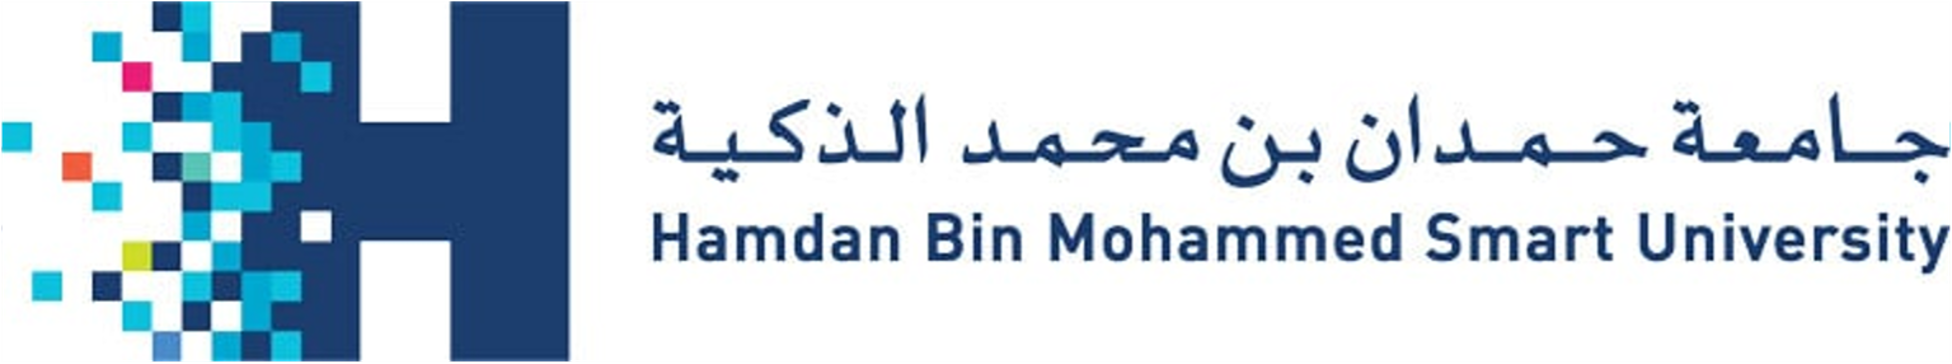 جامعة حمدان بن محمد الذكية
Hamdan Bin Mohammed Smart University